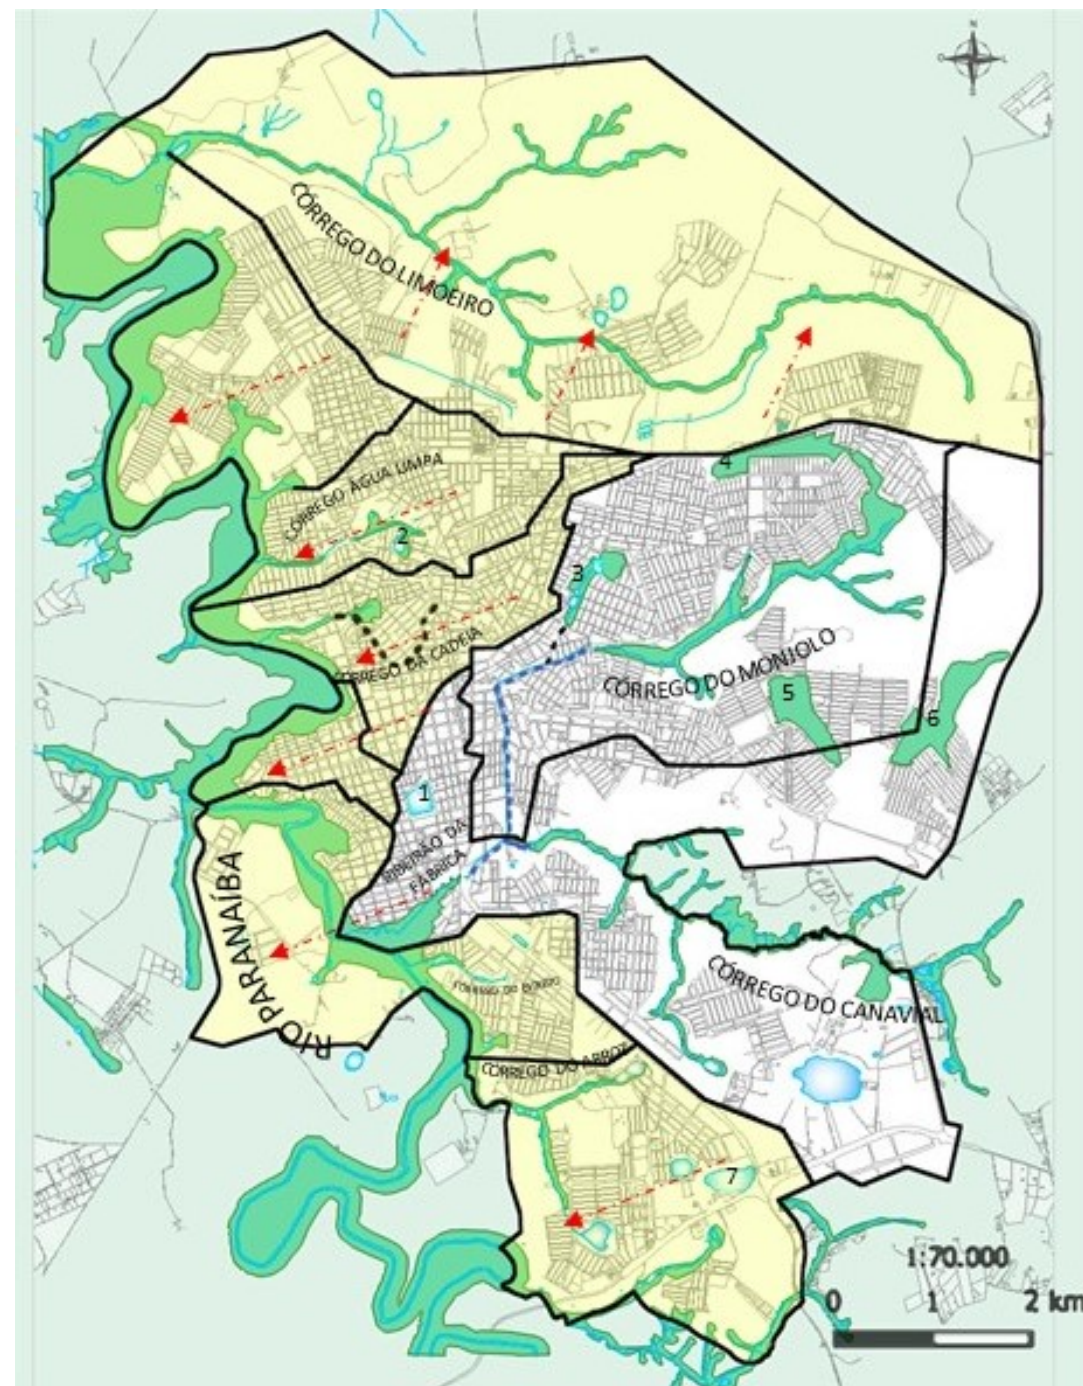 N
CÓRREGO DO LIMOEIRO
CÓRREGO ÁGUA LIMPA
4
2
3
CÓRREGO DA CADEIA
CÓRREGO DO MONJOLO
5
6
1
RIBEIRÃO DA
FÁBRICA
RIO PARANAÍBA
CÓRREGO DO CANAVIAL
CÓRREGO DO ARROZ
7
1:70.000
0 1 2 km